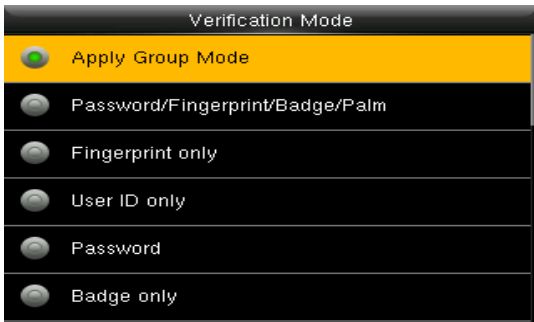 Verification Mode
Apply Group Mode
Password/Fingerprint/Badge/Palm
Fingerprint only
User ID only
Password
Badge only